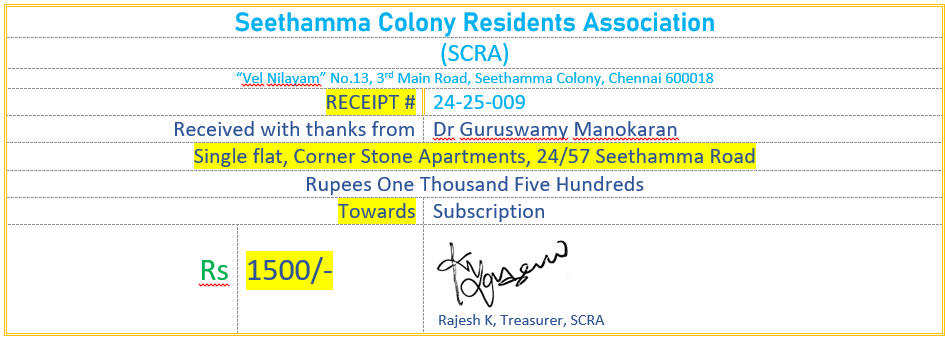 Seethamma Colony Residents Association
(SCRA)
“Vel Nilayam” No.13, 3rd Main Road, Seethamma Colony, Chennai 600018
RECEIPT # 24-25-009
Received with thanks from Dr Guruswamy Manokaran
Single flat, Corner Stone Apartments, 24/57 Seethamma Road
Rupees One Thousand Five Hundreds
Towards Subscription
Rs 1500/-
Rajesh K, Treasurer, SCRA